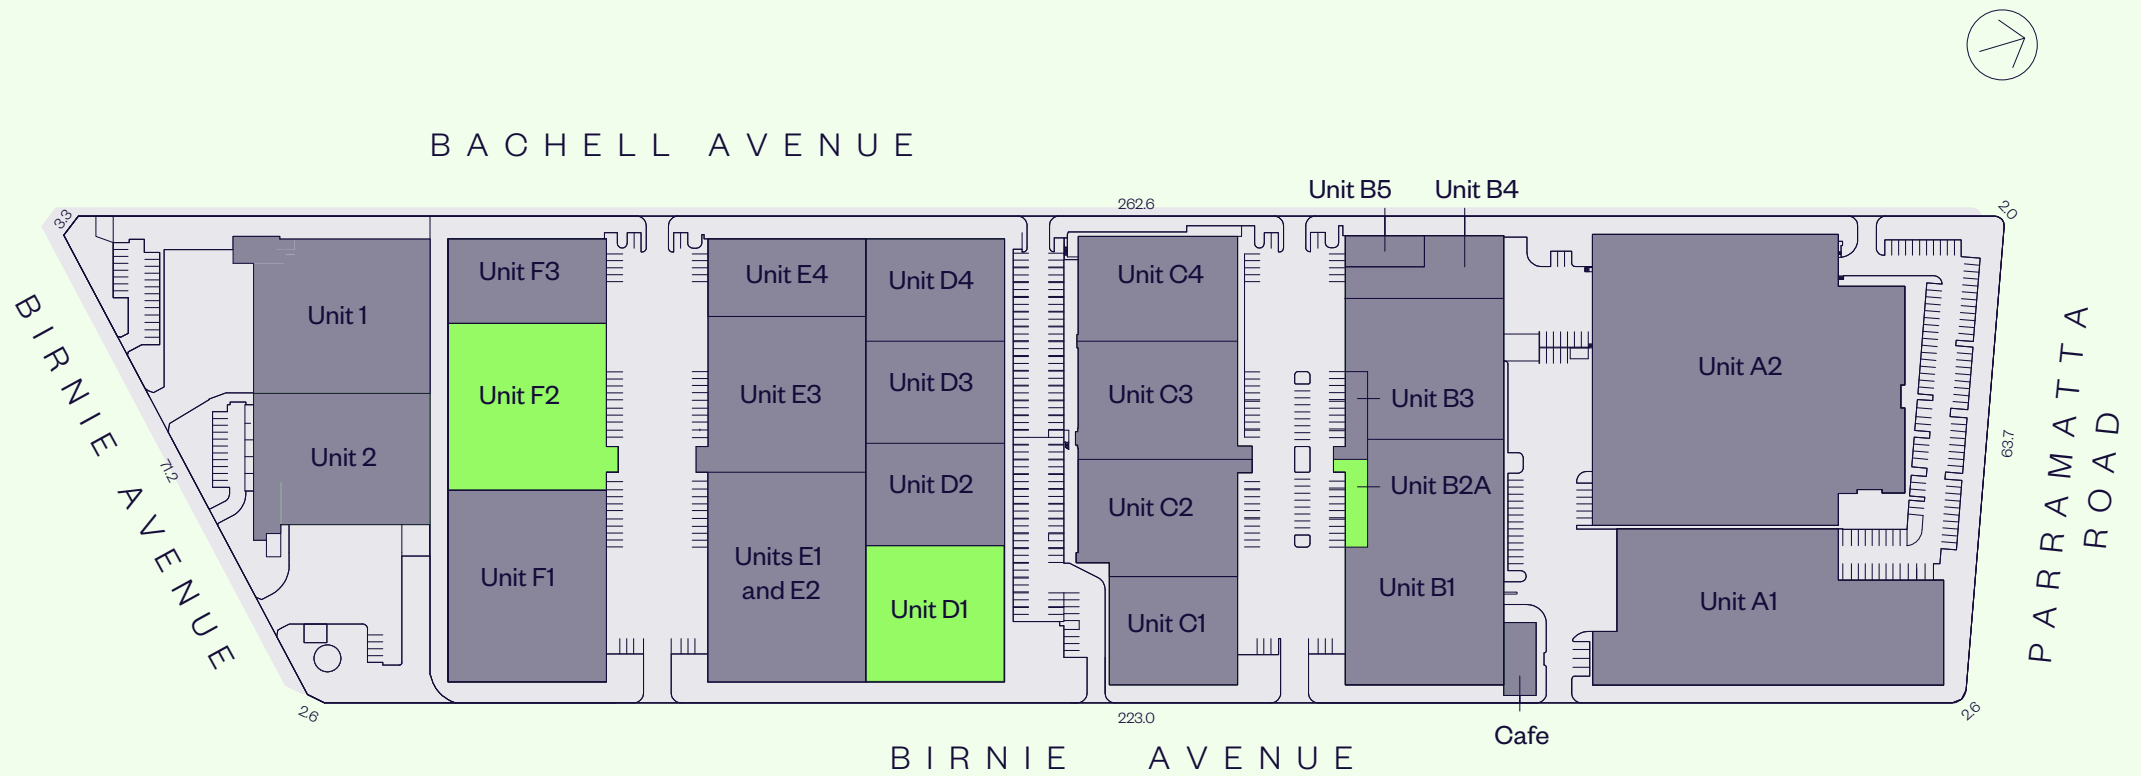 BACHELL AVENUE
Unit B5
Unit B4
262.6
3.3
2.0
Unit F3
Unit E4
Unit D4
Unit C4
Unit 1
Unit A2
Unit F2
Unit E3
Unit D3
Unit C3
Unit B3
Unit 2
Unit D2
Unit B2A
Unit C2
63.7
71.2
BIRNIE AVENUE
PARRAMATTA
ROAD
Unit F1
Units E1
and E2
Unit D1
Unit C1
Unit B1
Unit A1
2.6
223.0
2.6
Cafe
BIRNIE AVENUE